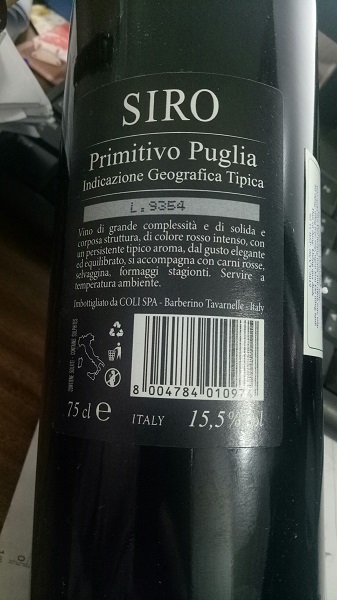 SIRO
Primitivo Puglia
Indicazione Geografica Tipica
L.9354
Vino di grande complessità e di solida e
corposa struttura, di colore rosso intenso, con
un persistente tipico aroma, dal gusto elegante
ed equilibrato, si accompagna con carni rosse,
selvaggina, formaggi stagionti. Servire a
temperatura ambiente.
Imbottigliato da COLI SPA - Barberino Tavarnelle - Italy
8 004784 01097
75 cl e
ITALY
15,5%